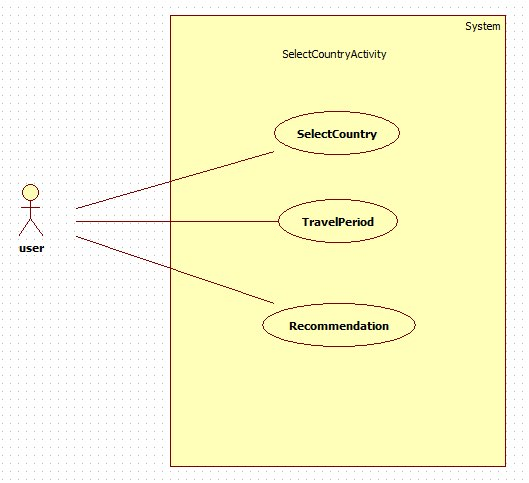 System
SelectCountryActivity
SelectCountry
TravelPeriod
user
Recommendation